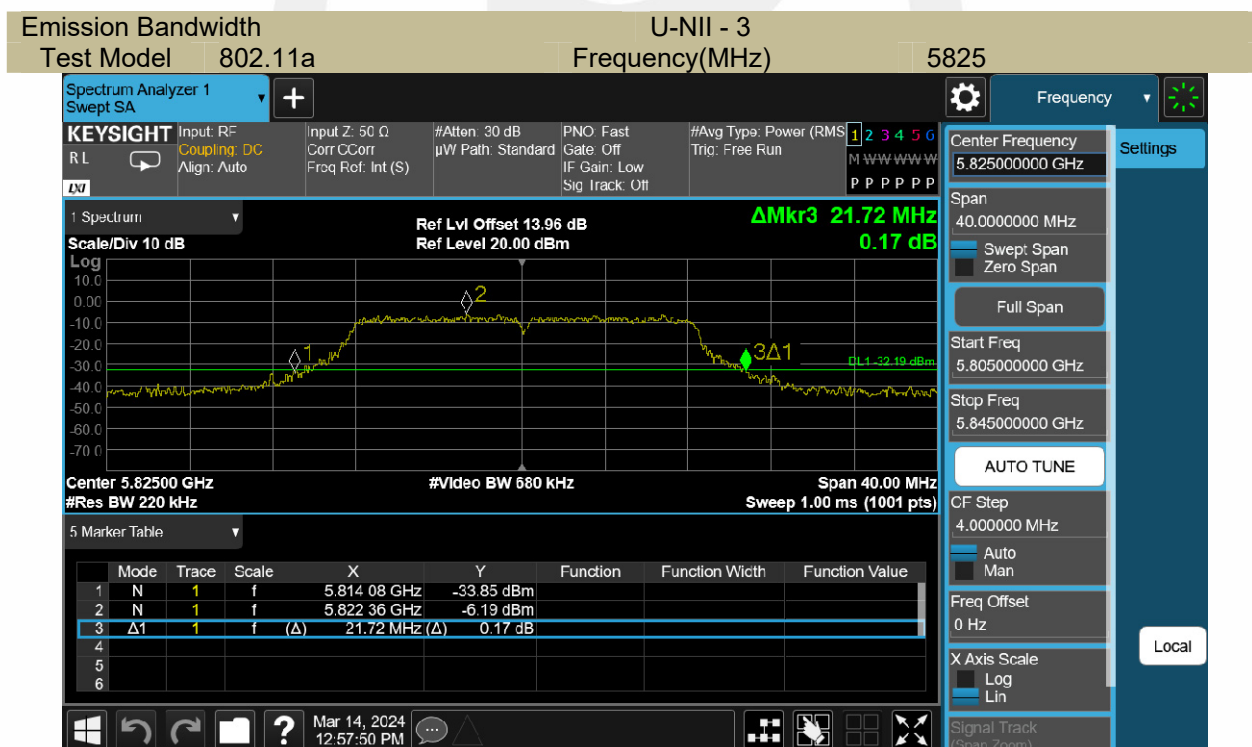 Emission Bandwidth U-NII - 3
Test Model 802.11a Frequency(MHz) 5825
Spectrum Analyzer 1
Swept SA
Frequency
KEYSIGHT Input: RF Input Z: 50 Ω #Atten: 30 dB PNO: Fast #Avg Type: Power (RMS 1 2 3 4 5 6
R L Coupling: DC Corr CCorr µW Path: Standard Gate: Off Trig: Free Run M W W W W W
Align: Auto Freq Ref: Int (S) IF Gain: Low
LXI Sig Track: Off P P P P P P
Center Frequency
5.825000000 GHz
Settings
1 Spectrum
Ref Lvl Offset 13.96 dB
ΔMkr3 21.72 MHz
Scale/Div 10 dB
Ref Level 20.00 dBm
0.17 dB
Log
10.0
0.00
-10.0
-20.0
-30.0
-40.0
-50.0
-60.0
-70.0
2
1
3Δ1
DL1 -32.19 dBm
Center 5.82500 GHz #Video BW 680 kHz Span 40.00 MHz
#Res BW 220 kHz Sweep 1.00 ms (1001 pts)
Span
40.0000000 MHz
Swept Span
Zero Span
Full Span
Start Freq
5.805000000 GHz
Stop Freq
5.845000000 GHz
AUTO TUNE
CF Step
4.000000 MHz
Auto
Man
Freq Offset
0 Hz
X Axis Scale
Log
Lin
Signal Track
(Span Zoom)
Local
5 Marker Table
Mode Trace Scale X Y Function Function Width Function Value
1 N 1 f 5.814 08 GHz -33.85 dBm
2 N 1 f 5.822 36 GHz -6.19 dBm
3 Δ1 1 f (Δ) 21.72 MHz (Δ) 0.17 dB
4
5
6
?
Mar 14, 2024
12:57:50 PM